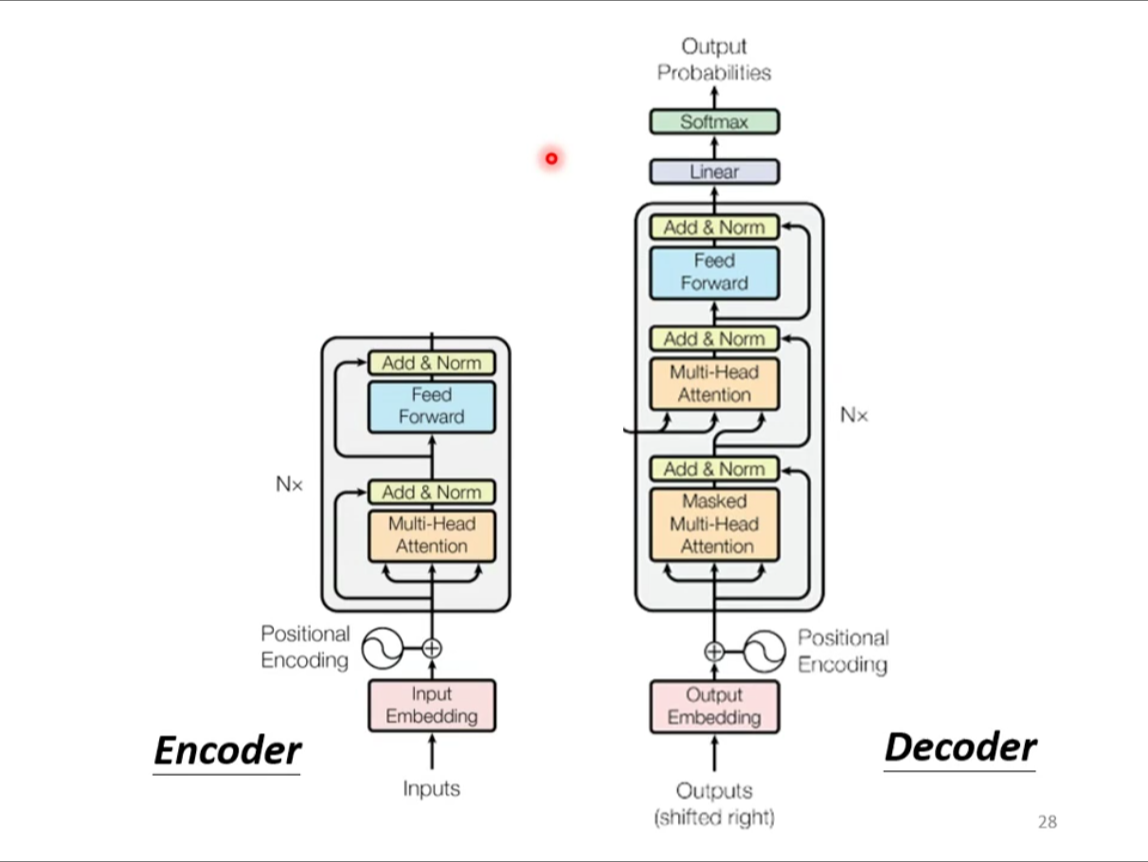 Output
Probabilities
Softmax
Linear
Add & Norm
Feed
Forward
Add & Norm
Multi-Head
Attention
Nx
Add & Norm
Masked
Multi-Head
Attention
Positional
Encoding
Output
Embedding
Outputs
(shifted right)
Decoder
Add & Norm
Feed
Forward
Nx
Add & Norm
Multi-Head
Attention
Positional
Encoding
Input
Embedding
Inputs
Encoder
28